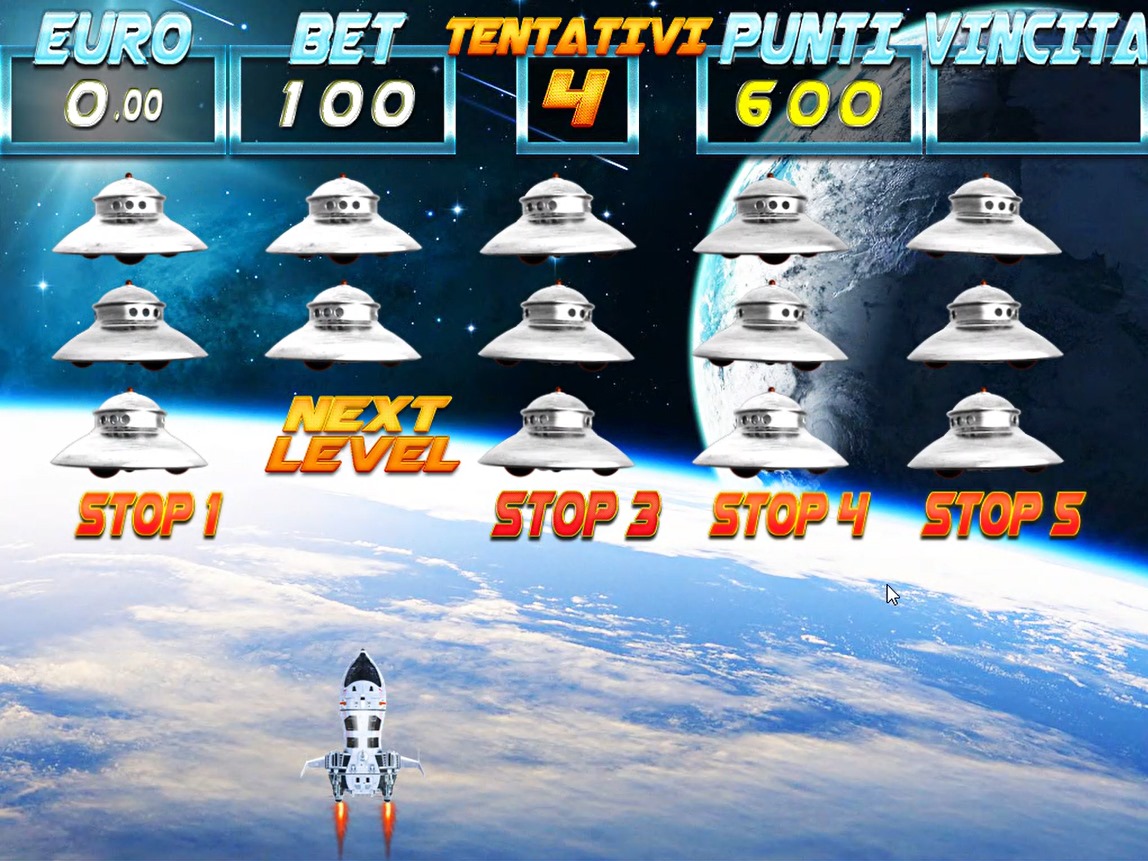 EURO BET TENTATIVI PUNTI VINCITA
0.00 100 4 600
NEXT
LEVEL
STOP 1 STOP 3 STOP 4 STOP 5